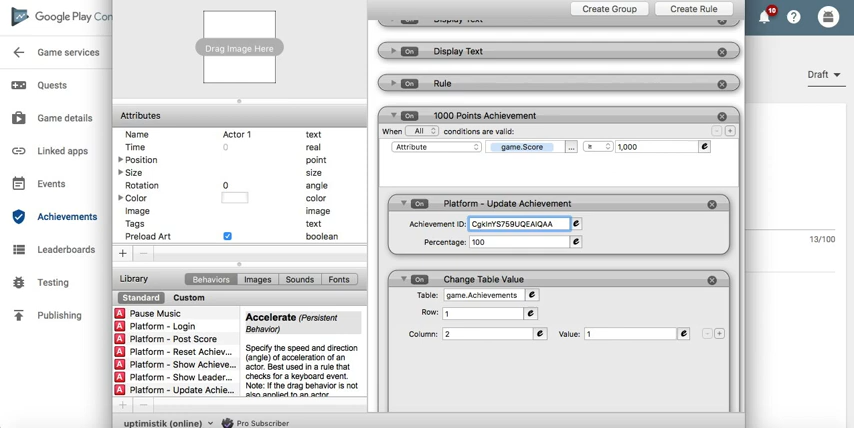 Google Play Con
Game services
Quests
Game details
Linked apps
Events
Achievements
Leaderboards
Testing
Publishing
Drag Image Here
Attributes
Name Actor 1 text
Time 0 real
Position point
Size size
Rotation 0 angle
Color color
Image image
Tags text
Preload Art boolean
+ −
Library Behaviors Images Sounds Fonts
Standard Custom
A Pause Music
A Platform - Login
A Platform - Post Score
A Platform - Reset Achiev...
A Platform - Show Achieve...
A Platform - Show Leader...
A Platform - Update Achie...
Accelerate (Persistent
Behavior)
Specify the speed and direction
(angle) of acceleration of an
actor. Best used in a rule that
checks for a keyboard event.
Note: If the drag behavior is not
also applied to an actor
+ −
uptimistik (online) Pro Subscriber
Create Group Create Rule
On Display Text
On Display Text
On Rule
On 1000 Points Achievement
When All conditions are valid: − +
Attribute game.Score ... ≥ 1,000 e
On Platform - Update Achievement
Percentage: 100 e
On Change Table Value
Table: game.Achievements e
Row: 1 e
Column: 2 e Value: 1 e − +
10 ?
Draft
13/100